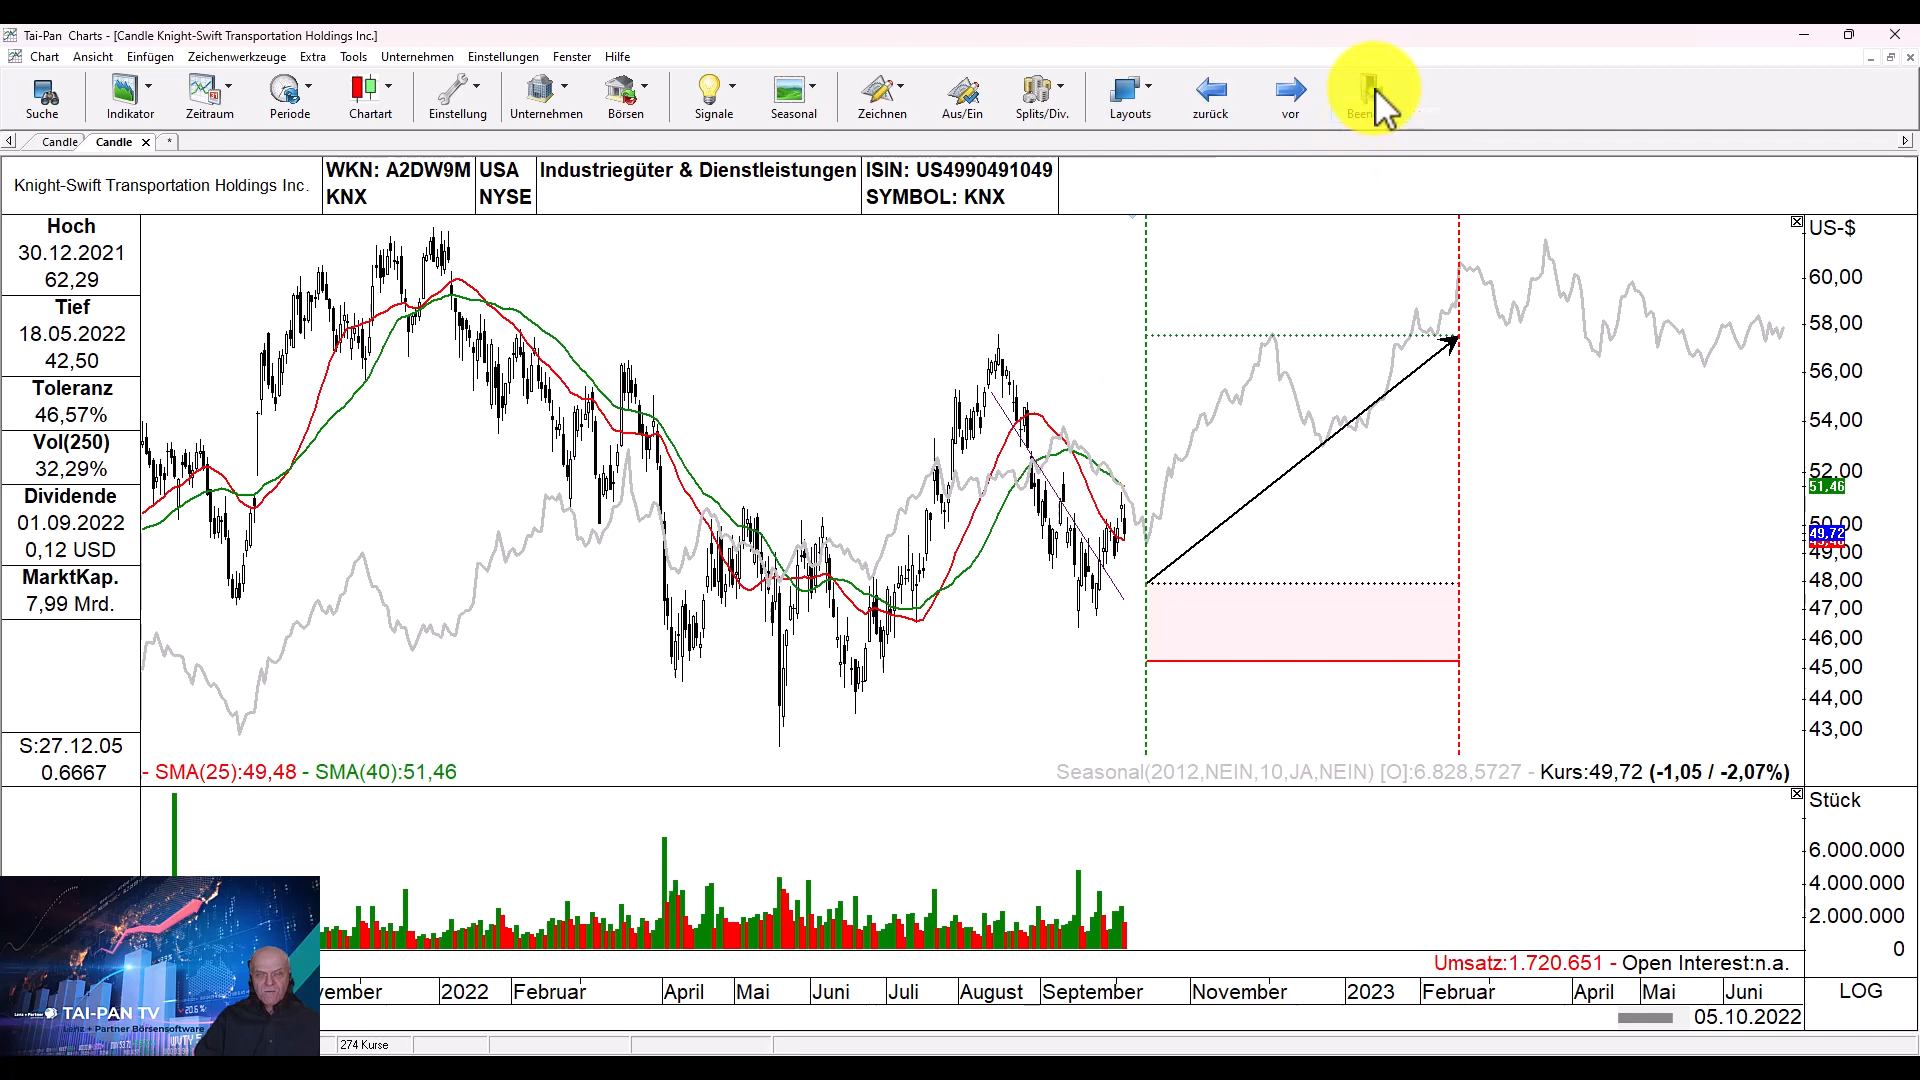 Tai-Pan Charts - [Candle Knight-Swift Transportation Holdings Inc.]
Chart Ansicht Einfügen Zeichenwerkzeuge Extra Tools Unternehmen Einstellungen Fenster Hilfe
Suche Indikator Zeitraum Periode Chartart Einstellung Unternehmen Börsen Signale Seasonal Zeichnen Aus/Ein Splits/Div. Layouts zurück vor
Candle Candle *
Knight-Swift Transportation Holdings Inc.
WKN: A2DW9M
KNX
USA
NYSE
Industriegüter & Dienstleistungen
ISIN: US4990491049
SYMBOL: KNX
Hoch
30.12.2021
62,29
Tief
18.05.2022
42,50
Toleranz
46,57%
Vol(250)
32,29%
Dividende
01.09.2022
0,12 USD
MarktKap.
7,99 Mrd.
S:27.12.05
0.6667
US-$
60,00
58,00
56,00
54,00
52,00
51,46
50,00
49,72
49,00
48,00
47,00
46,00
45,00
44,00
43,00
- SMA(25):49,48 - SMA(40):51,46
Seasonal(2012,NEIN,10,JA,NEIN) [O]:6.828,5727 - Kurs:49,72 (-1,05 / -2,07%)
Stück
6.000.000
4.000.000
2.000.000
0
Umsatz:1.720.651 - Open Interest:n.a.
vember 2022 Februar April Mai Juni Juli August September November 2023 Februar April Mai Juni LOG
05.10.2022
TAI-PAN TV
Lenz + Partner Börsensoftware
274 Kurse